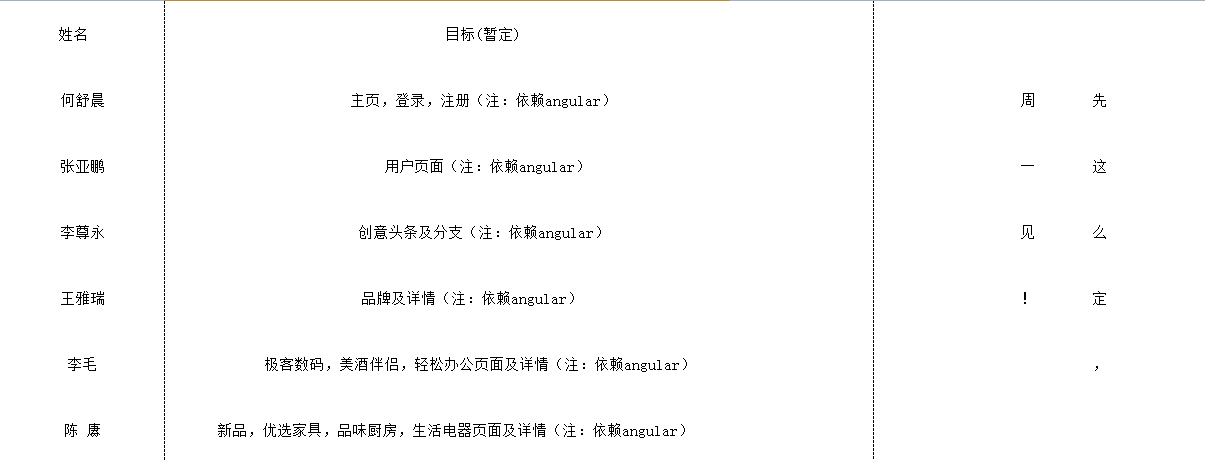 姓名 目标(暂定)
何舒晨 主页，登录，注册（注：依赖angular）
张亚鹏 用户页面（注：依赖angular）
李尊永 创意头条及分支（注：依赖angular）
王雅瑞 品牌及详情（注：依赖angular）
李毛 极客数码，美酒伴侣，轻松办公页面及详情（注：依赖angular）
陈 赓 新品，优选家具，品味厨房，生活电器页面及详情（注：依赖angular）
先这么定，
周一见！